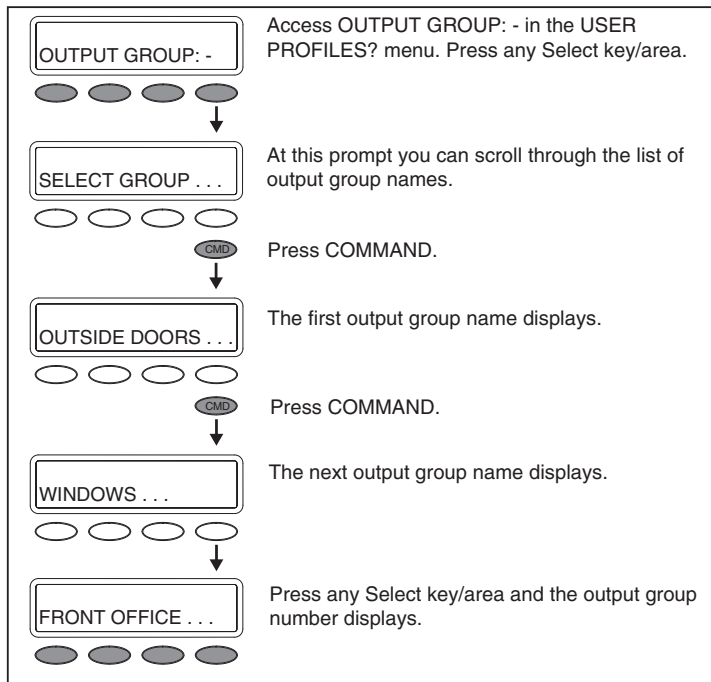 OUTPUT GROUP: -
Access OUTPUT GROUP: - in the USER
PROFILES? menu. Press any Select key/area.
SELECT GROUP . . .
At this prompt you can scroll through the list of
output group names.
CMD
Press COMMAND.
OUTSIDE DOORS . . .
The first output group name displays.
CMD
Press COMMAND.
WINDOWS . . .
The next output group name displays.
FRONT OFFICE . . .
Press any Select key/area and the output group
number displays.